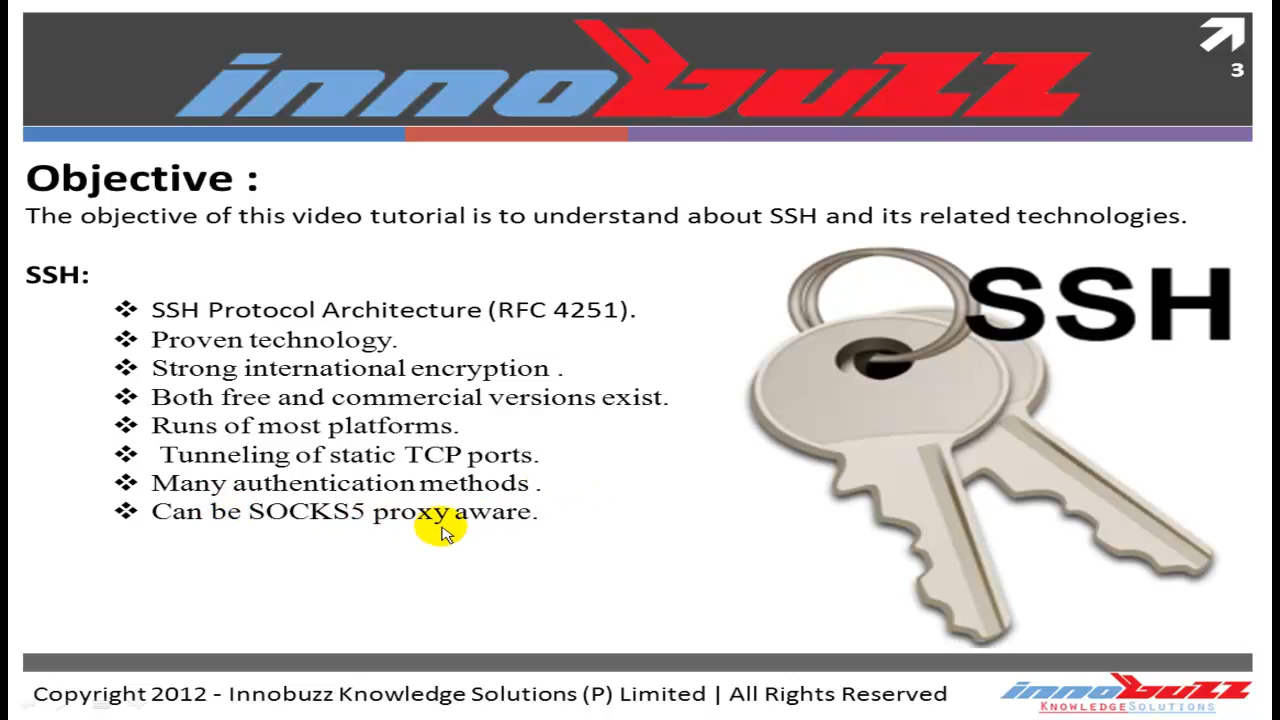 innobuzz
3
Objective :
The objective of this video tutorial is to understand about SSH and its related technologies.
SSH:
SSH
❖ SSH Protocol Architecture (RFC 4251).
❖ Proven technology.
❖ Strong international encryption .
❖ Both free and commercial versions exist.
❖ Runs of most platforms.
❖ Tunneling of static TCP ports.
❖ Many authentication methods .
❖ Can be SOCKS5 proxy aware.
Copyright 2012 - Innobuzz Knowledge Solutions (P) Limited | All Rights Reserved
innobuzz
KNOWLEDGESOLUTIONS